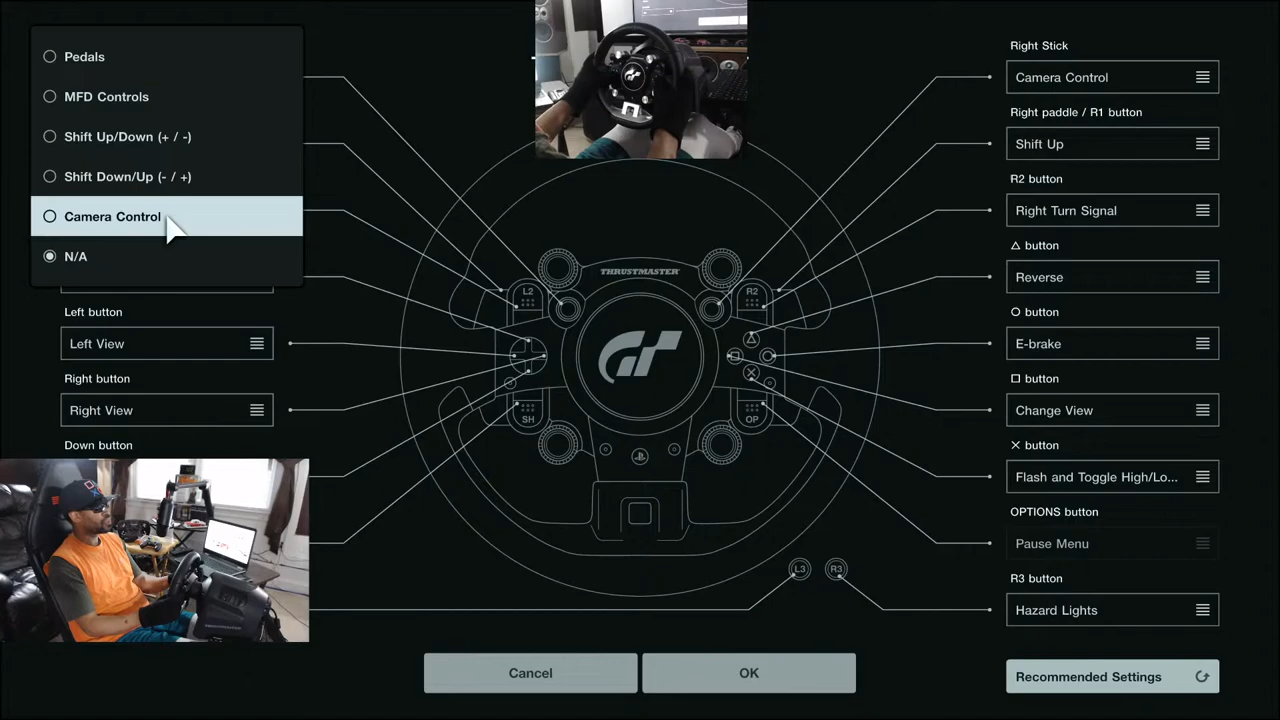 Pedals
MFD Controls
Shift Up/Down (+ / -)
Shift Down/Up (- / +)
Camera Control
N/A
Left button
Left View
Right button
Right View
Down button
THRUSTMASTER
L2
R2
SH
OP
L3
R3
Right Stick
Camera Control
Right paddle / R1 button
Shift Up
R2 button
Right Turn Signal
△ button
Reverse
○ button
E-brake
□ button
Change View
✕ button
Flash and Toggle High/Lo...
OPTIONS button
Pause Menu
R3 button
Hazard Lights
Cancel
OK
Recommended Settings